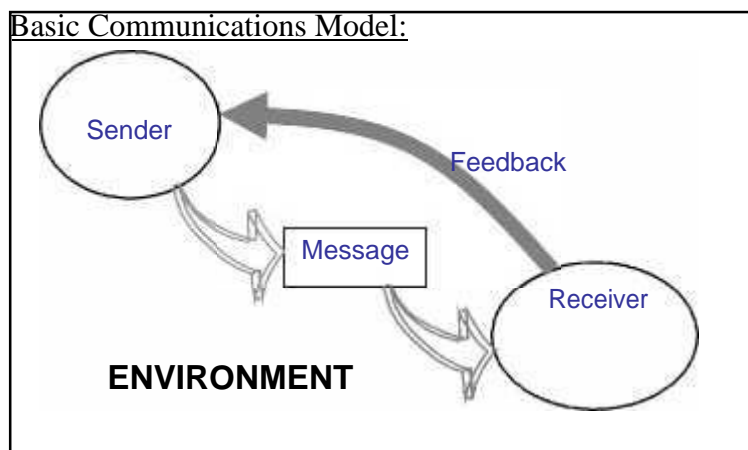 Basic Communications Model:
Sender
Feedback
Message
Receiver
ENVIRONMENT